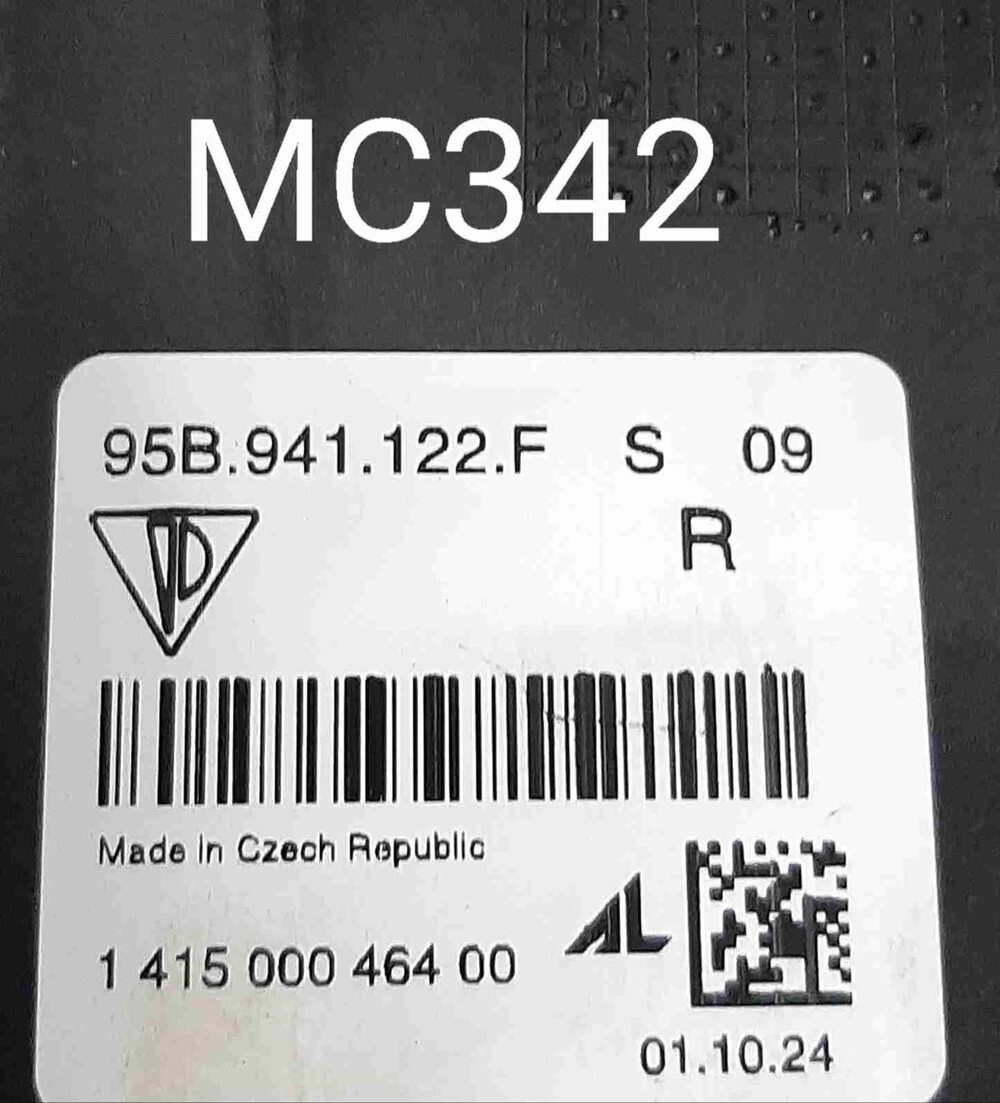 MC342
95B.941.122.F S 09
R
Made in Czech Republic
1 415 000 464 00
AL
01.10.24